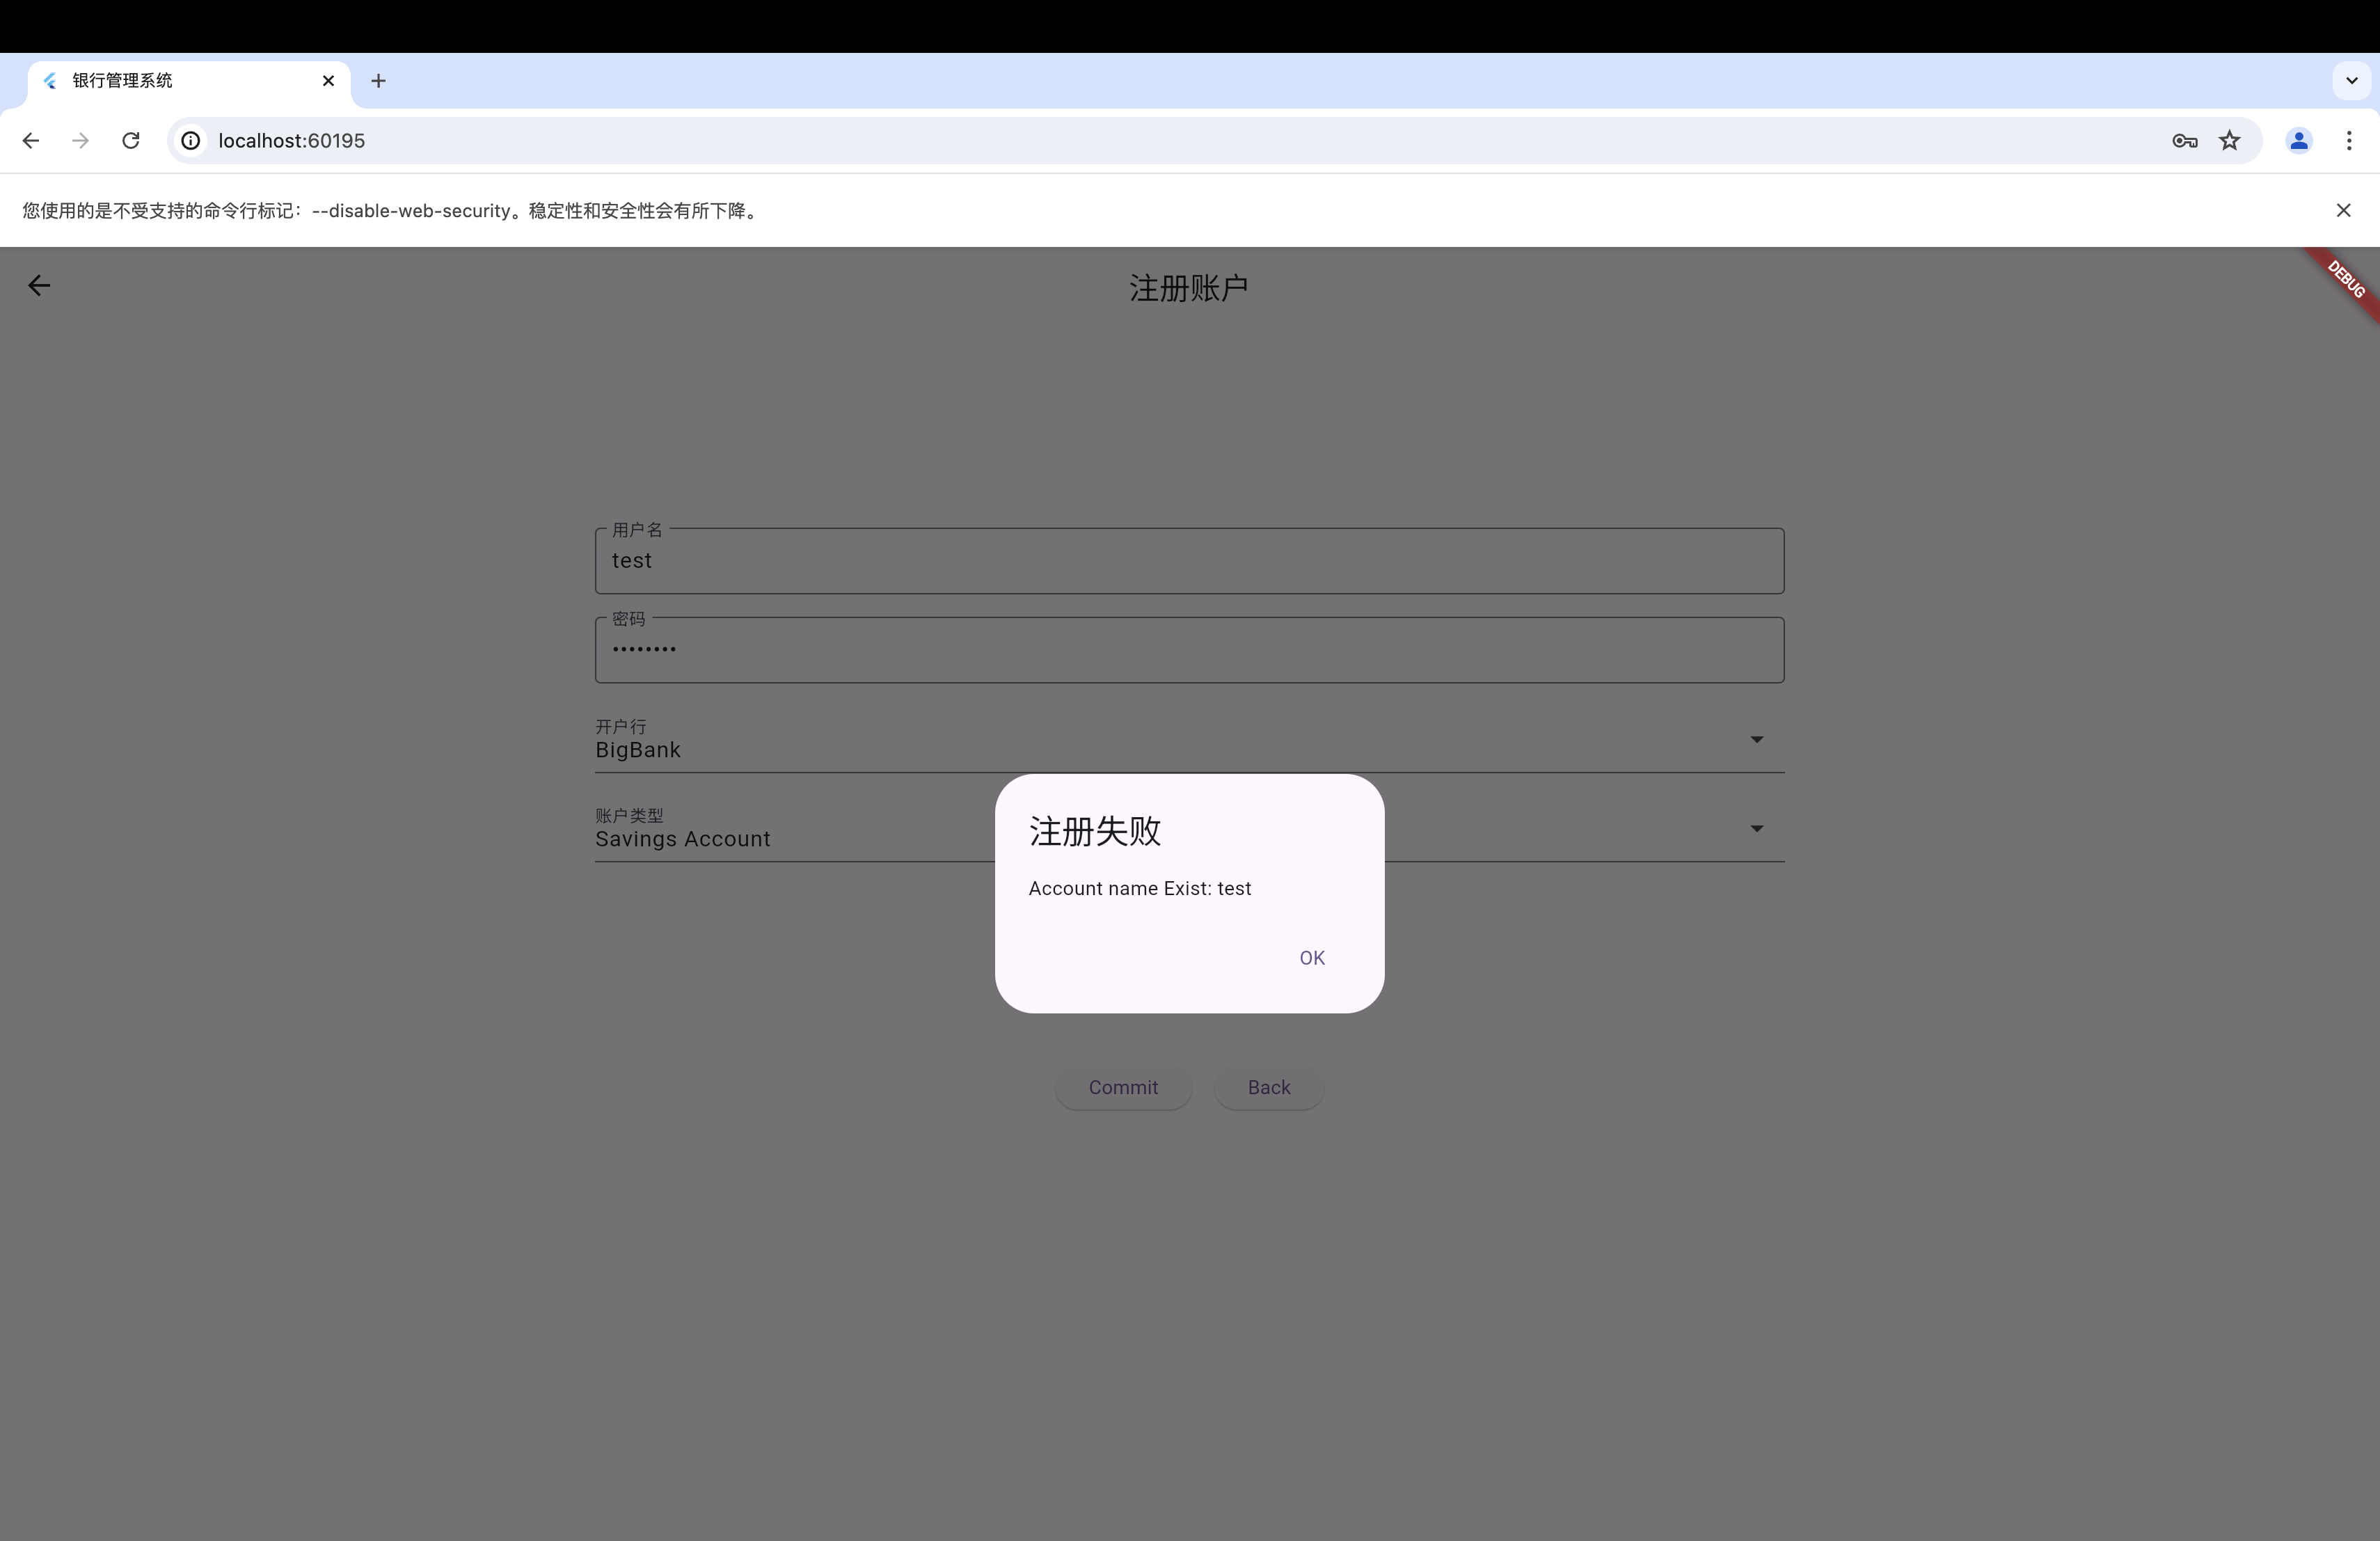 银行管理系统
localhost:60195
您使用的是不受支持的命令行标记：--disable-web-security。稳定性和安全性会有所下降。
注册账户
DEBUG
用户名
test
密码
••••••••
开户行
BigBank
账户类型
Savings Account
注册失败
Account name Exist: test
OK
Commit
Back